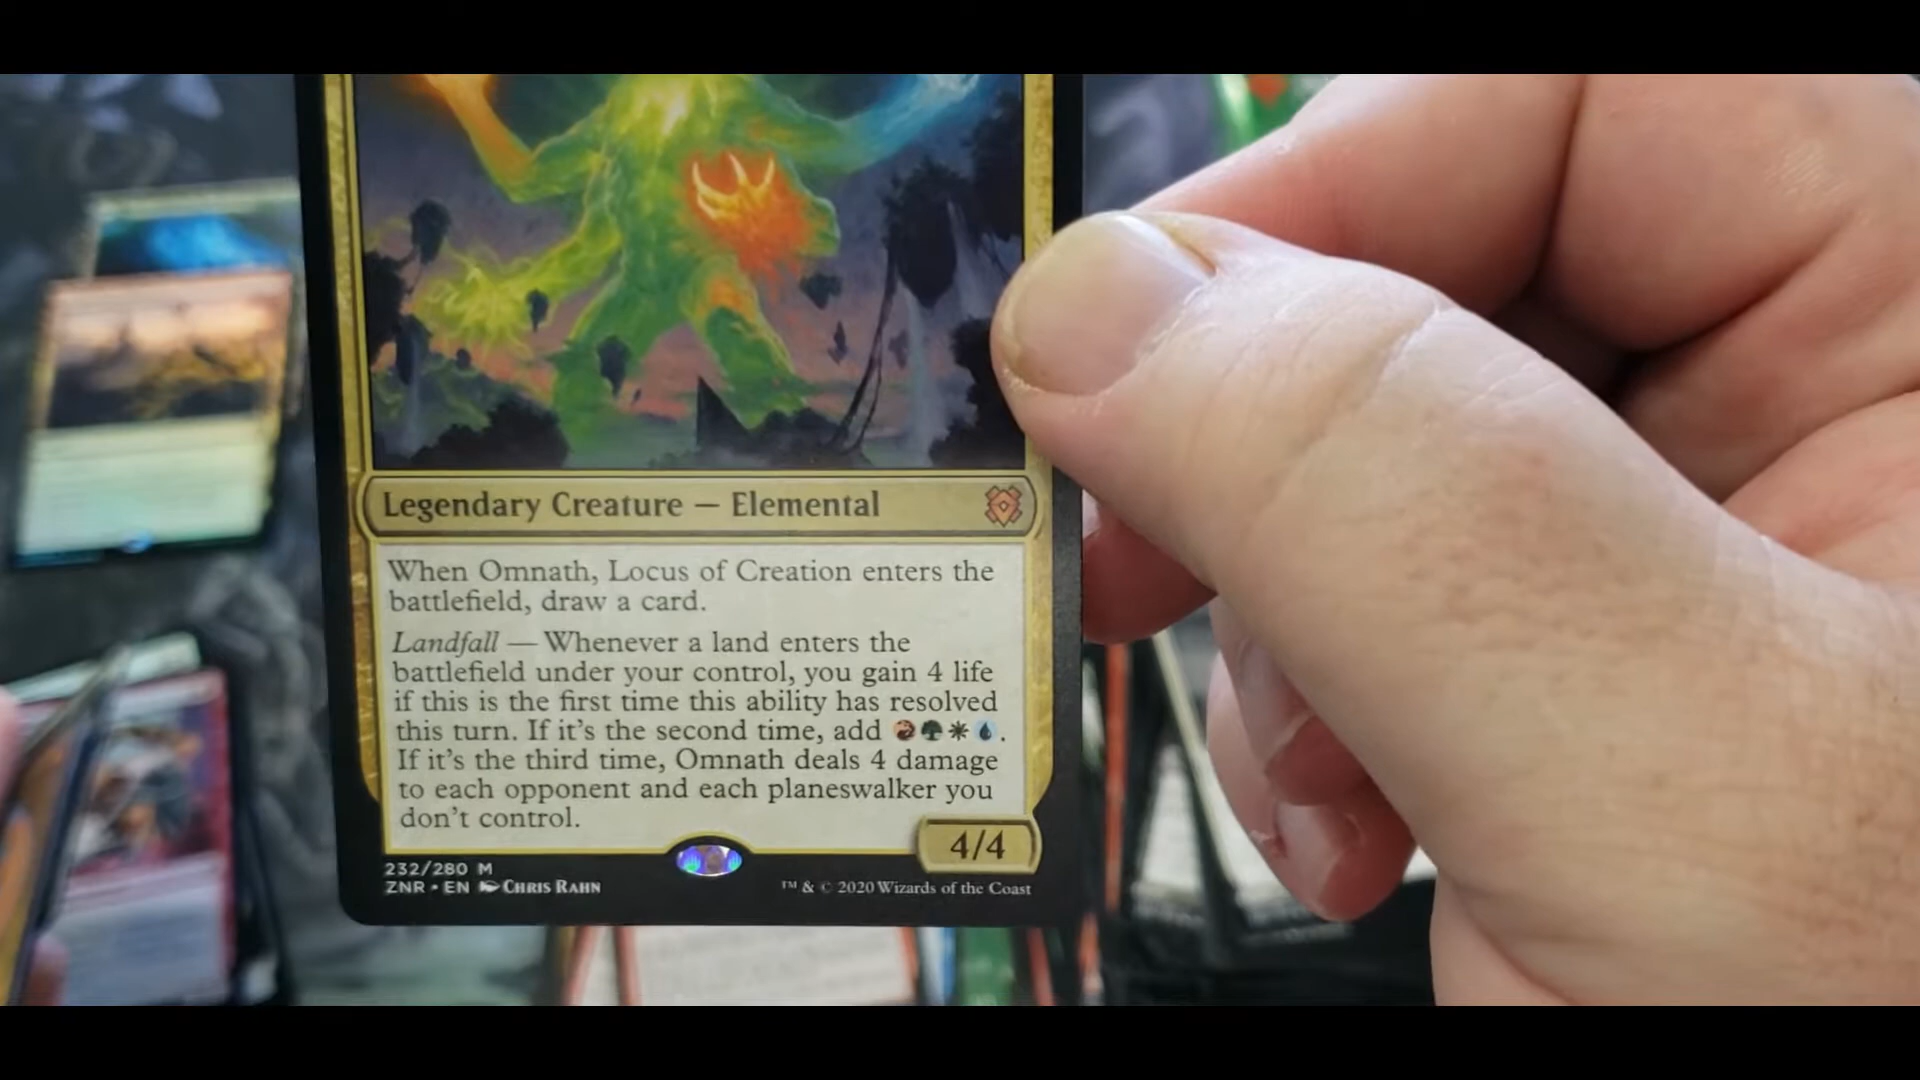 Legendary Creature — Elemental
When Omnath, Locus of Creation enters the
battlefield, draw a card.
Landfall — Whenever a land enters the
battlefield under your control, you gain 4 life
if this is the first time this ability has resolved
this turn. If it's the second time, add .
If it's the third time, Omnath deals 4 damage
to each opponent and each planeswalker you
don't control.
4/4
232/280 M
ZNR • EN Chris Rahn
™ & © 2020 Wizards of the Coast